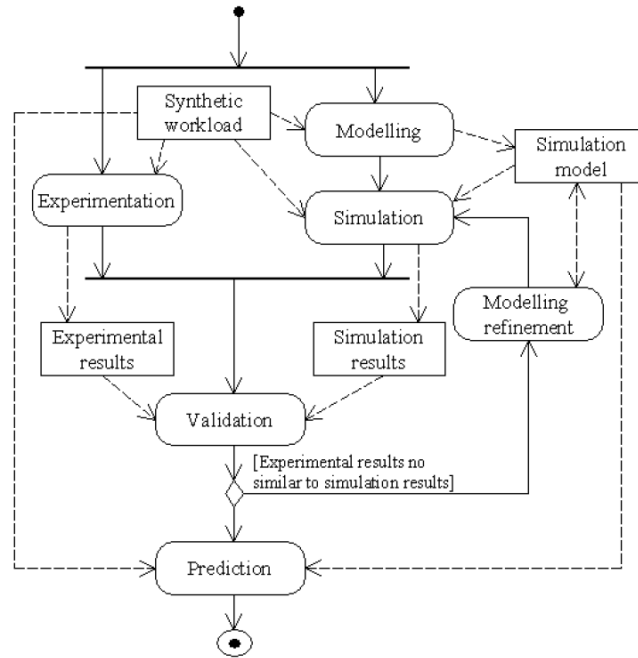 Synthetic
workload
Modelling
Simulation
model
Experimentation
Simulation
Modelling
refinement
Experimental
results
Simulation
results
Validation
[Experimental results no
similar to simulation results]
Prediction